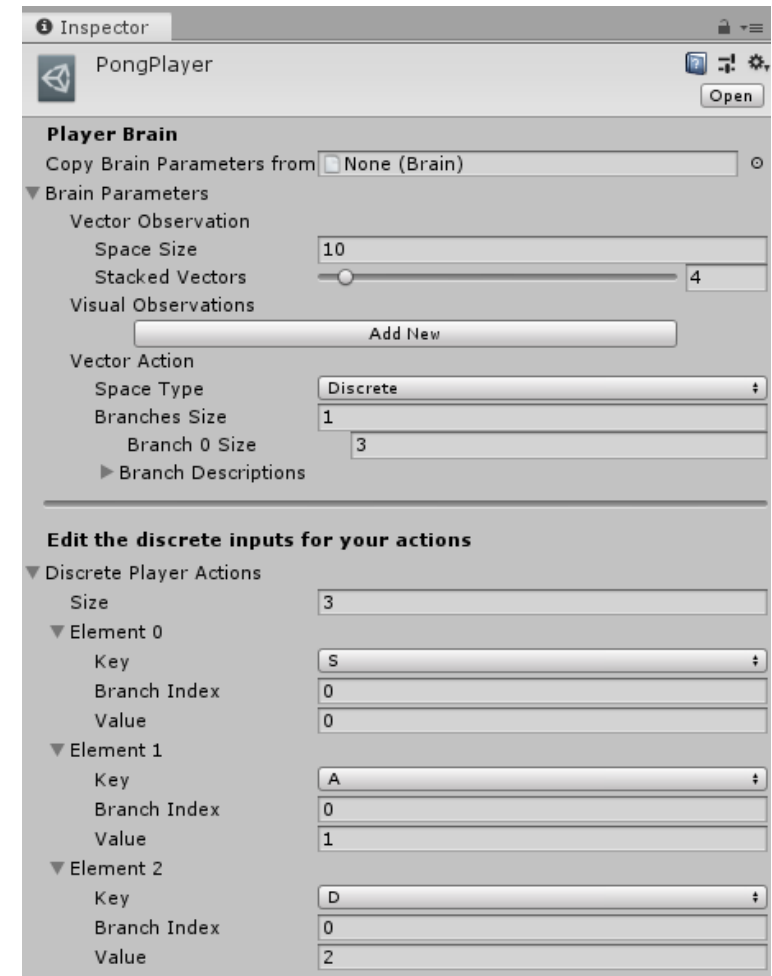 Inspector
PongPlayer
Open
Player Brain
Copy Brain Parameters from None (Brain)
Brain Parameters
Vector Observation
Space Size 10
Stacked Vectors 4
Visual Observations
Add New
Vector Action
Space Type Discrete
Branches Size 1
Branch 0 Size 3
Branch Descriptions
Edit the discrete inputs for your actions
Discrete Player Actions
Size 3
Element 0
Key S
Branch Index 0
Value 0
Element 1
Key A
Branch Index 0
Value 1
Element 2
Key D
Branch Index 0
Value 2